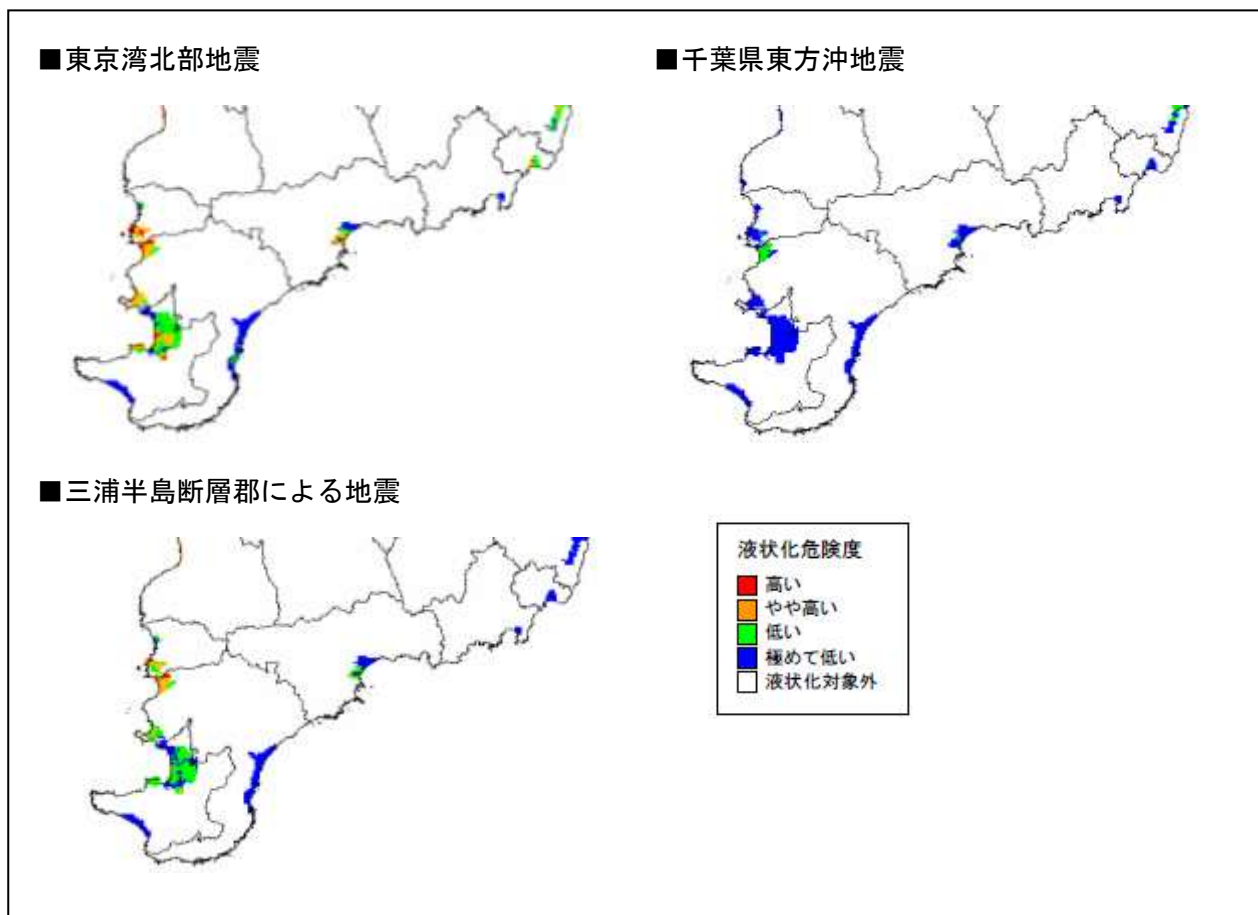 ■東京湾北部地震
■千葉県東方沖地震
■三浦半島断層郡による地震
液状化危険度
高い
やや高い
低い
極めて低い
液状化対象外